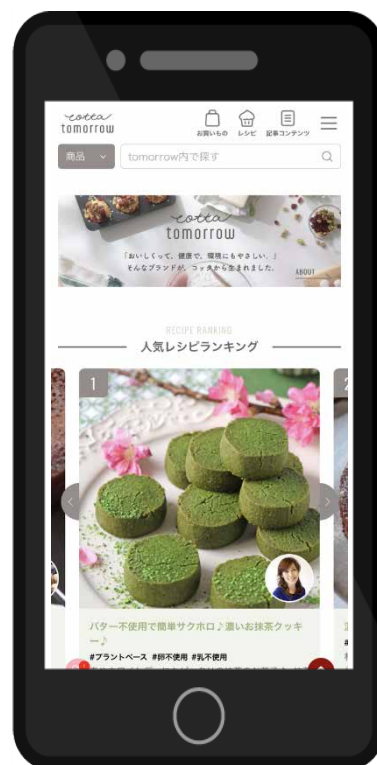 cotta
tomorrow
お買いもの レシピ 記事コンテンツ
商品 tomorrow内で探す
cotta
tomorrow
「おいしくって、健康で、環境にもやさしい。」
そんなブランドが、コッタから生まれました。
ABOUT
RECIPE RANKING
人気レシピランキング
1
2
バター不使用で簡単サクホロ♪濃いお抹茶クッキ
ー♪
#プラントベース #卵不使用 #乳不使用